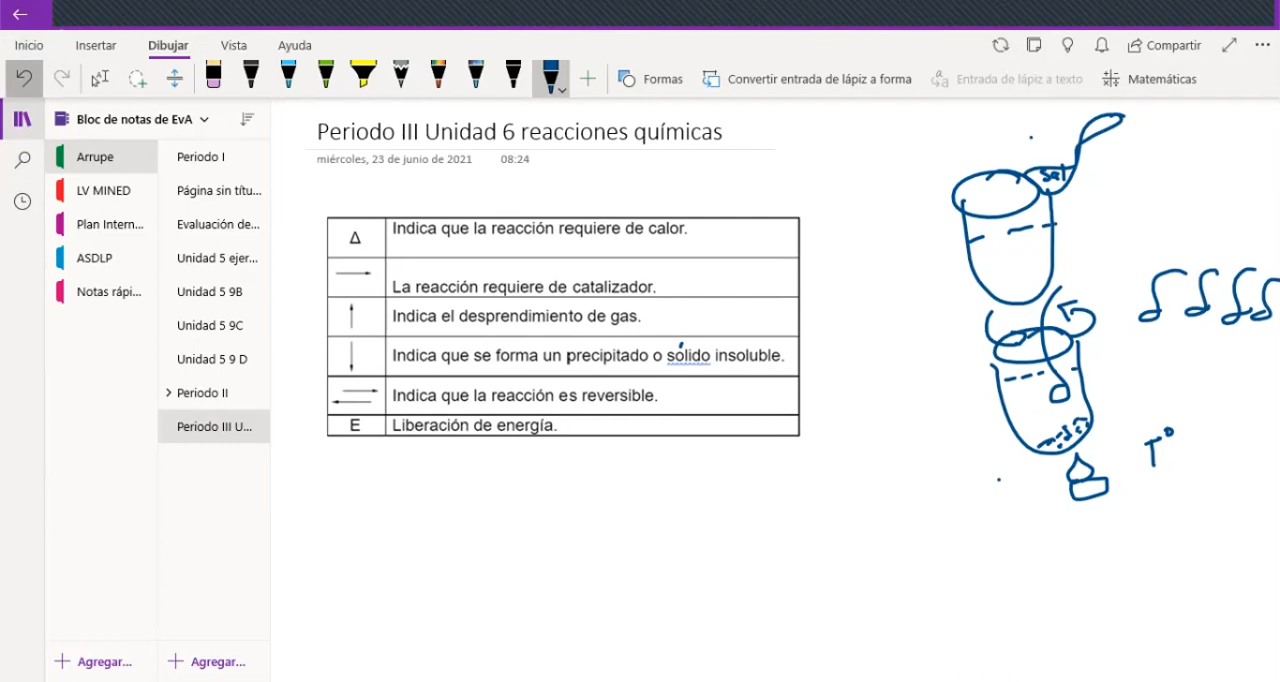 Inicio Insertar Dibujar Vista Ayuda Compartir
Formas Convertir entrada de lápiz a forma Entrada de lápiz a texto Matemáticas
Bloc de notas de EvA
Arrupe
LV MINED
Plan Intern...
ASDLP
Notas rápi...
Agregar...
Periodo I
Página sin títu...
Evaluación de...
Unidad 5 ejer...
Unidad 5 9B
Unidad 5 9C
Unidad 5 9 D
Periodo II
Periodo III U...
Agregar...
Periodo III Unidad 6 reacciones químicas
miércoles, 23 de junio de 2021 08:24
Δ Indica que la reacción requiere de calor.
→ La reacción requiere de catalizador.
↑ Indica el desprendimiento de gas.
↓ Indica que se forma un precipitado o sólido insoluble.
⇄ Indica que la reacción es reversible.
E Liberación de energía.
sal
T°